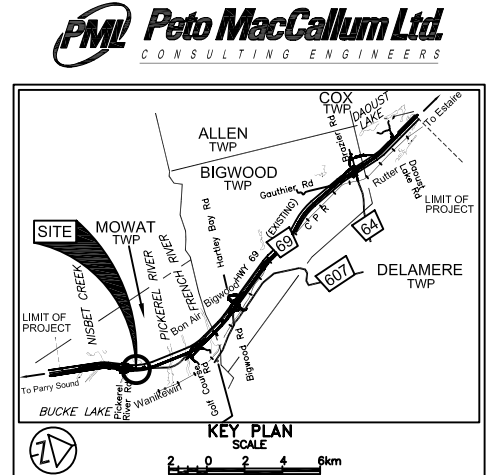 PML Peto MacCallum Ltd.
CONSULTING ENGINEERS
COX
TWP
DAOUST
LAKE
To Estaire
ALLEN
TWP
Brazier Rd
BIGWOOD
TWP
Gauthier Rd
Rutter
Daoust
Lake Rd
LIMIT OF
PROJECT
Hartley Bay Rd
HWY 69
(EXISTING)
CPR
69
64
607
DELAMERE
TWP
SITE
MOWAT
TWP
NISBET CREEK
PICKEREL RIVER
FRENCH RIVER
Bon Air
Bigwood
Bigwood Rd
LIMIT OF
PROJECT
To Parry Sound
Pickerel
River Rd
Wanikewin
Golf Course
Rd
BUCKE LAKE
KEY PLAN
SCALE
2 0 2 4 6km
Z